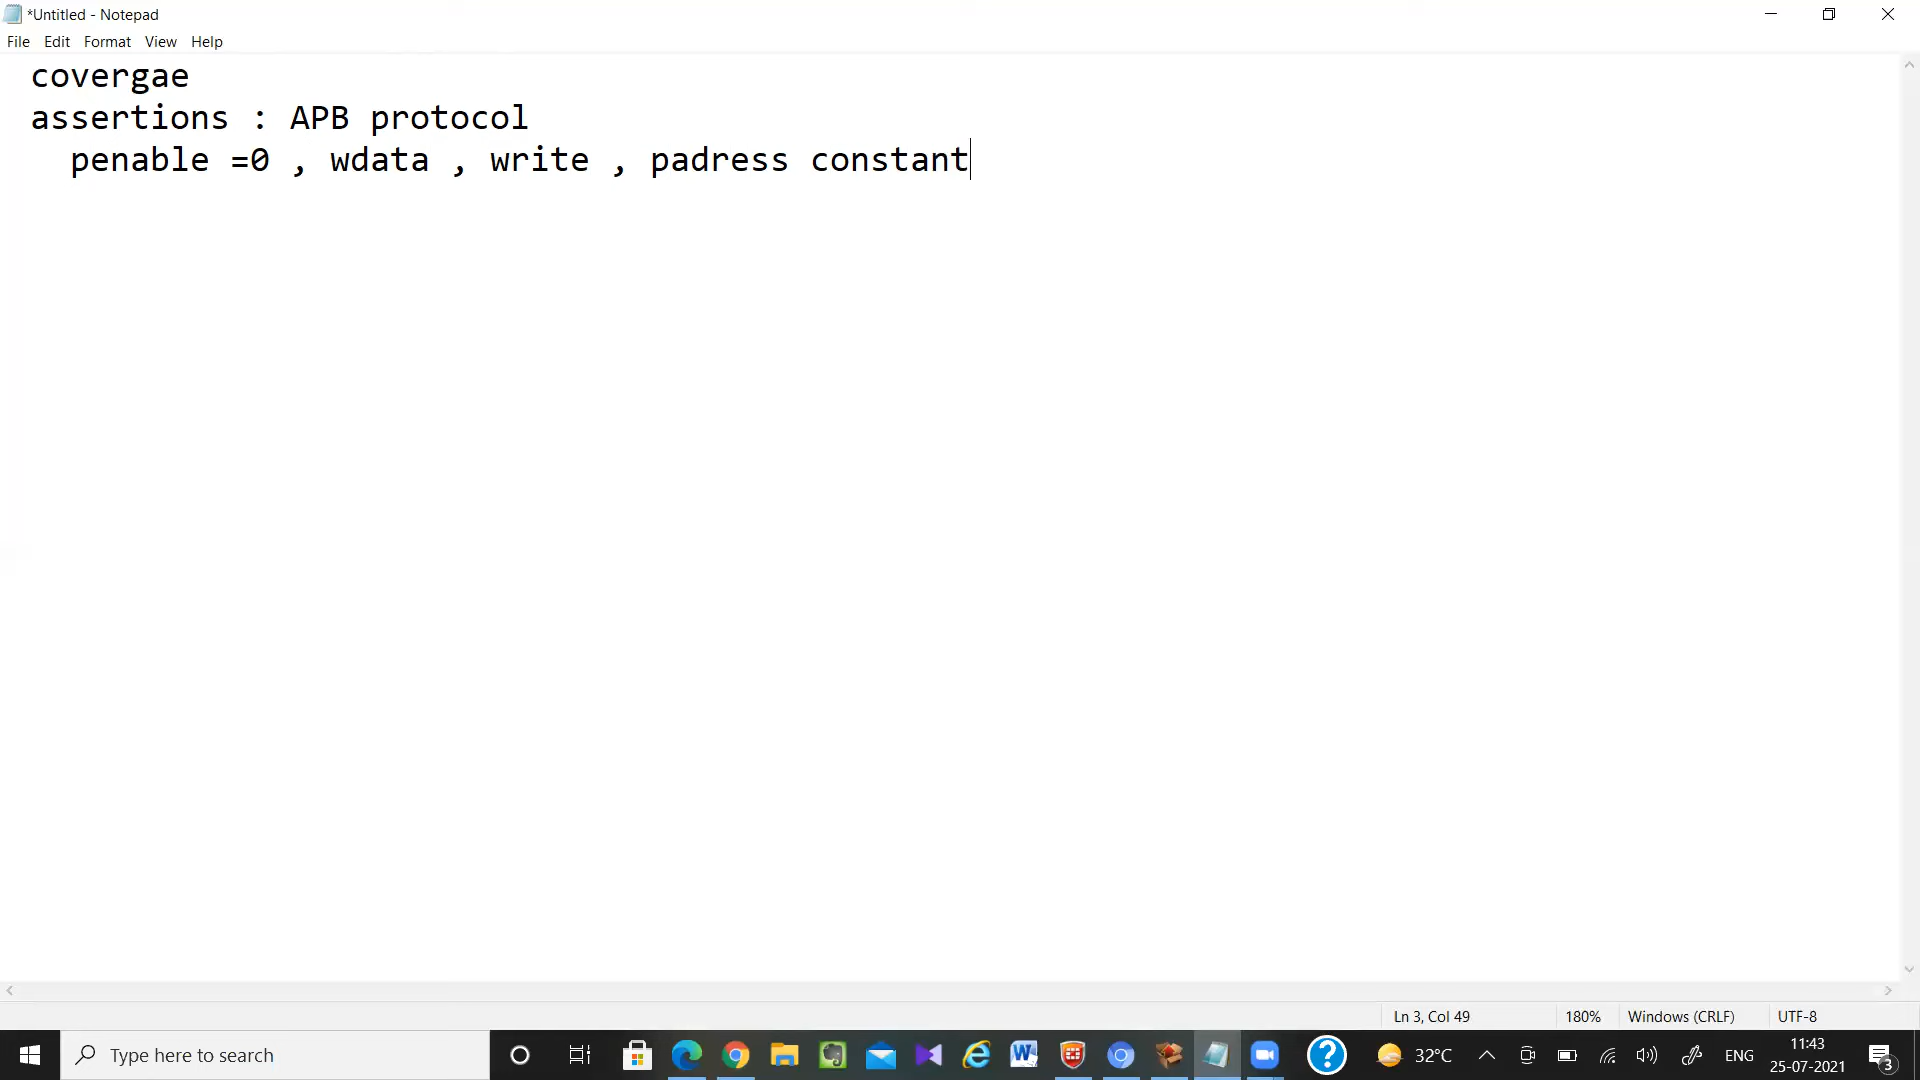 *Untitled - Notepad
File Edit Format View Help
covergae
assertions : APB protocol
penable =0 , wdata , write , padress constant
Ln 3, Col 49 180% Windows (CRLF) UTF-8
Type here to search 32°C ENG 11:43
25-07-2021 3